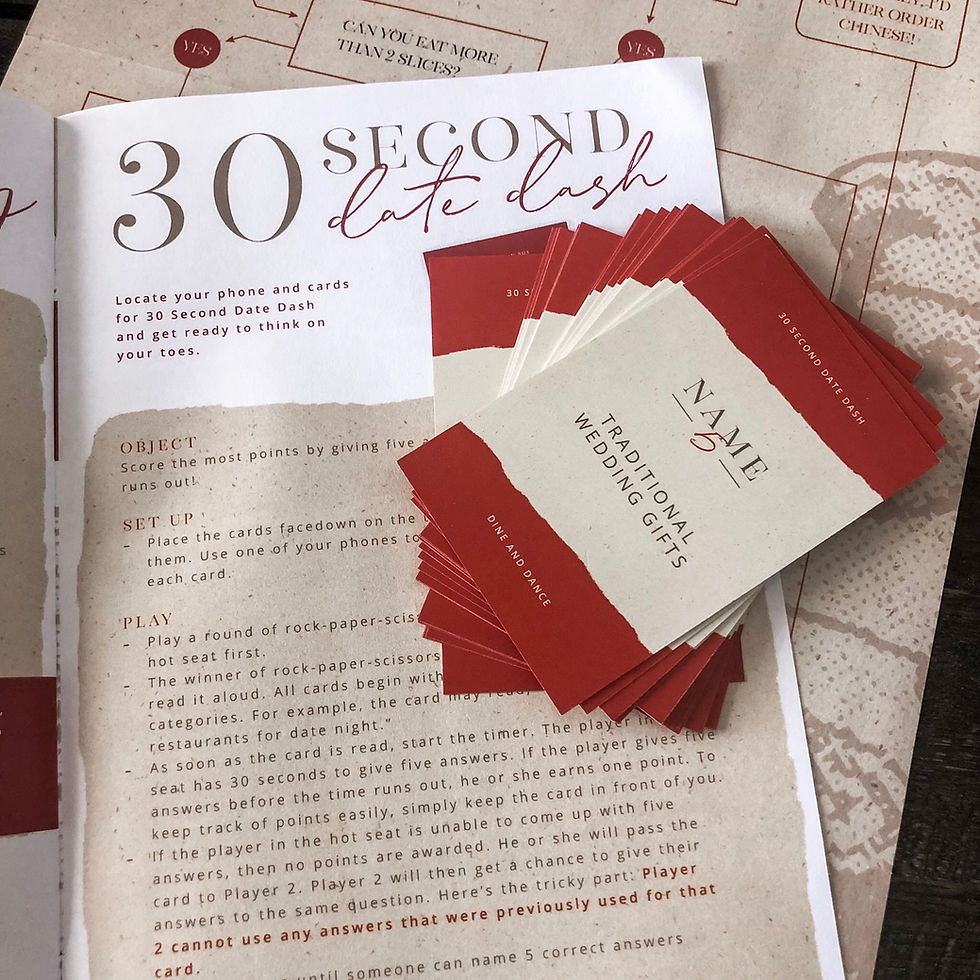 CAN YOU EAT MORE
THAN 2 SLICES?
YES
YES
RATHER ORDER
CHINESE!
30 SECOND
date dash
Locate your phone and cards
for 30 Second Date Dash
and get ready to think on
your toes.
OBJECT
Score the most points by giving five
runs out!
SET UP
- Place the cards facedown on the
them. Use one of your phones to
each card.
PLAY
- Play a round of rock-paper-scis
hot seat first.
- The winner of rock-paper-scissors
read it aloud. All cards begin with
categories. For example, the card may read,
restaurants for date night."
- As soon as the card is read, start the timer. The player in
seat has 30 seconds to give five answers. If the player gives five
answers before the time runs out, he or she earns one point. To
keep track of points easily, simply keep the card in front of you.
- If the player in the hot seat is unable to come up with five
answers, then no points are awarded. He or she will pass the
card to Player 2. Player 2 will then get a chance to give their
answers to the same question. Here's the tricky part: Player
2 cannot use any answers that were previously used for that
card.
until someone can name 5 correct answers
30 S
30 SECOND DATE DASH
NAME
5
TRADITIONAL
WEDDING GIFTS
DINE AND DANCE